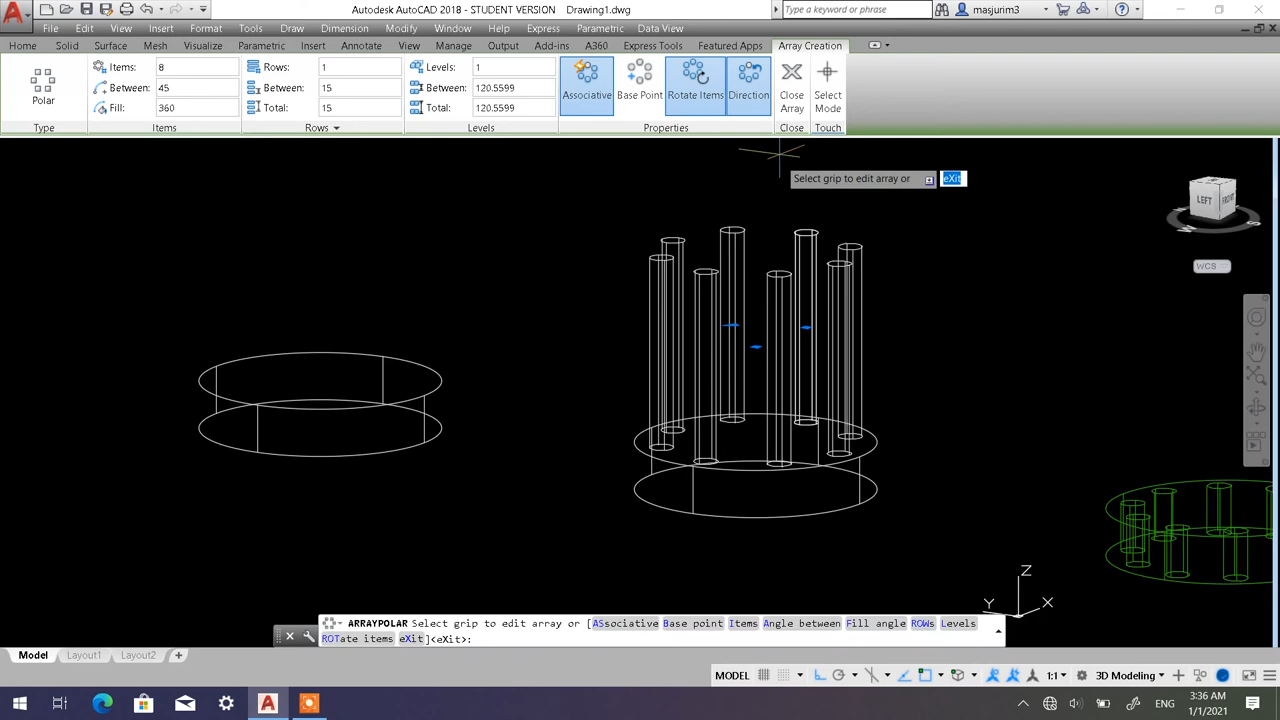 Autodesk AutoCAD 2018 - STUDENT VERSION Drawing1.dwg
Type a keyword or phrase
masjurim3
File Edit View Insert Format Tools Draw Dimension Modify Window Express Help Parametric Data View
Home Solid Surface Mesh Visualize Parametric Insert Annotate View Manage Output Add-ins A360 Express Tools Featured Apps Array Creation
Items: 8 Rows: 1 Levels: 1
Polar Between: 45 Between: 15 Between: 120.5599 Associative Base Point Rotate Items Direction Close Array Select Mode
Fill: 360 Total: 15 Total: 120.5599
Type Items Rows Levels Properties Close Touch
Select grip to edit array or eXit
LEFT FRONT
W S
WCS
Z
Y X
ARRAYPOLAR Select grip to edit array or [ASsociative Base point Items Angle between Fill angle ROWs Levels
ROTate items eXit]<eXit>:
Model Layout1 Layout2
MODEL 1:1 3D Modeling
ENG
3:36 AM
1/1/2021